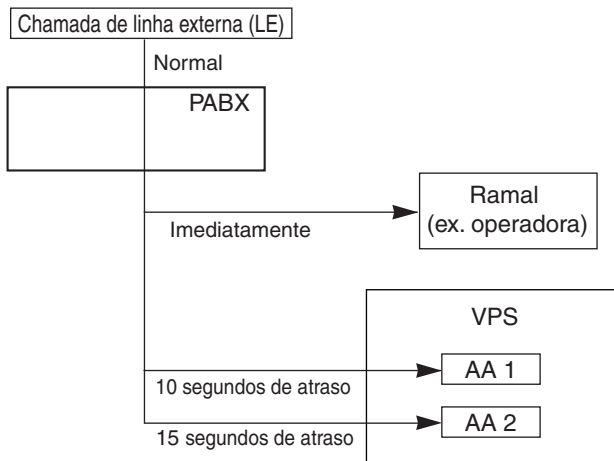 Chamada de linha externa (LE)
Normal
PABX
Imediatamente
Ramal
(ex. operadora)
VPS
AA 1
10 segundos de atraso
AA 2
15 segundos de atraso